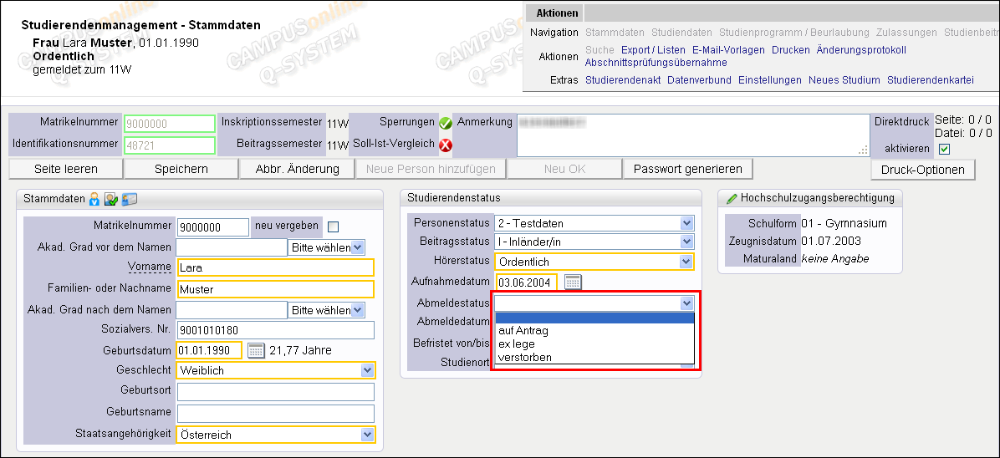 Studierendenmanagement - Stammdaten
Frau Lara Muster, 01.01.1990
Ordentlich
gemeldet zum 11W
CAMPUSonline
Q-SYSTEM
CAMPUSonline
Q-SYSTEM
Aktionen
Navigation Stammdaten Studiendaten Studienprogramm / Beurlaubung Zulassungen Studienbeitr
Aktionen Suche Export / Listen E-Mail-Vorlagen Drucken Änderungsprotokoll
Abschnittsprüfungsübernahme
Extras Studierendenakt Datenverbund Einstellungen Neues Studium Studierendenkartei
Matrikelnummer 9000000 Inskriptionssemester 11W Sperrungen Anmerkung Direktdruck Seite: 0 / 0
Datei: 0 / 0
Identifikationsnummer 48721 Beitragssemester 11W Soll-Ist-Vergleich aktivieren
Seite leeren Speichern Abbr. Änderung Neue Person hinzufügen Neu OK Passwort generieren Druck-Optionen
Stammdaten
Matrikelnummer 9000000 neu vergeben
Akad. Grad vor dem Namen Bitte wählen
Vorname Lara
Familien- oder Nachname Muster
Akad. Grad nach dem Namen Bitte wählen
Sozialvers. Nr. 9001010180
Geburtsdatum 01.01.1990 21,77 Jahre
Geschlecht Weiblich
Geburtsort
Geburtsname
Staatsangehörigkeit Österreich
Studierendenstatus
Personenstatus 2 - Testdaten
Beitragsstatus I - Inländer/in
Hörerstatus Ordentlich
Aufnahmedatum 03.06.2004
Abmeldestatus
Abmeldedatum
auf Antrag
Befristet von/bis ex lege
Studienort verstorben
Hochschulzugangsberechtigung
Schulform 01 - Gymnasium
Zeugnisdatum 01.07.2003
Maturaland keine Angabe